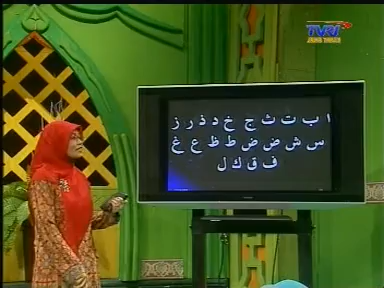 TVRI
ا ب ت ث ج خ د ذ ر ز
س ش ض ض ط ظ ع غ
ف ق ك ل